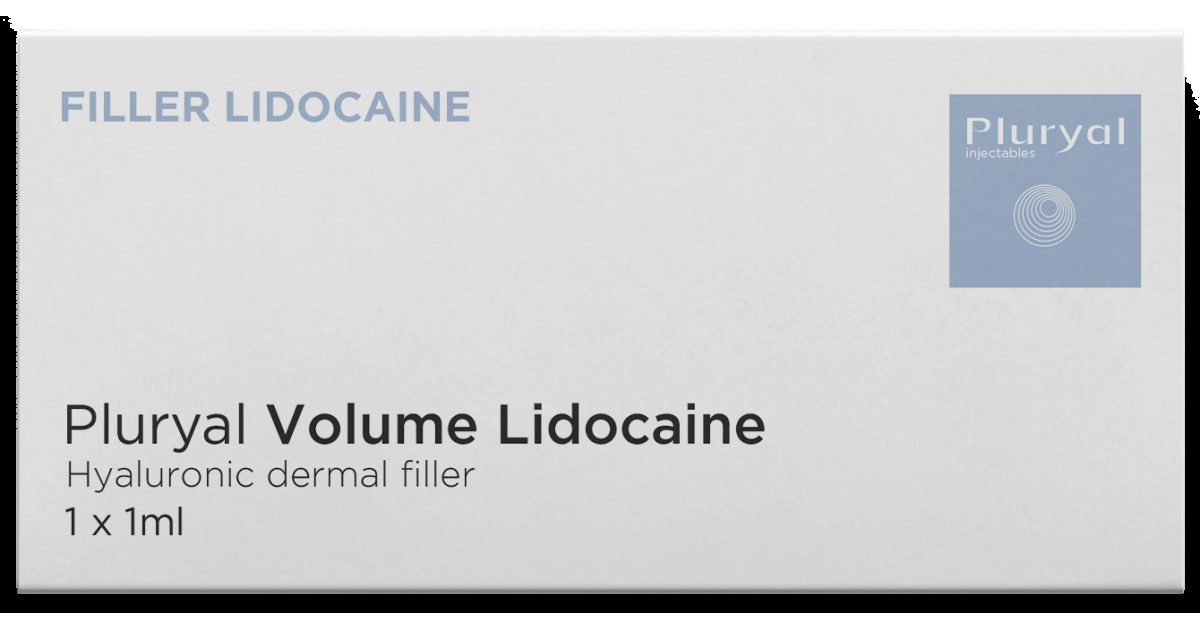 FILLER LIDOCAINE
Pluryal
injectables
Pluryal Volume Lidocaine
Hyaluronic dermal filler
1 x 1ml